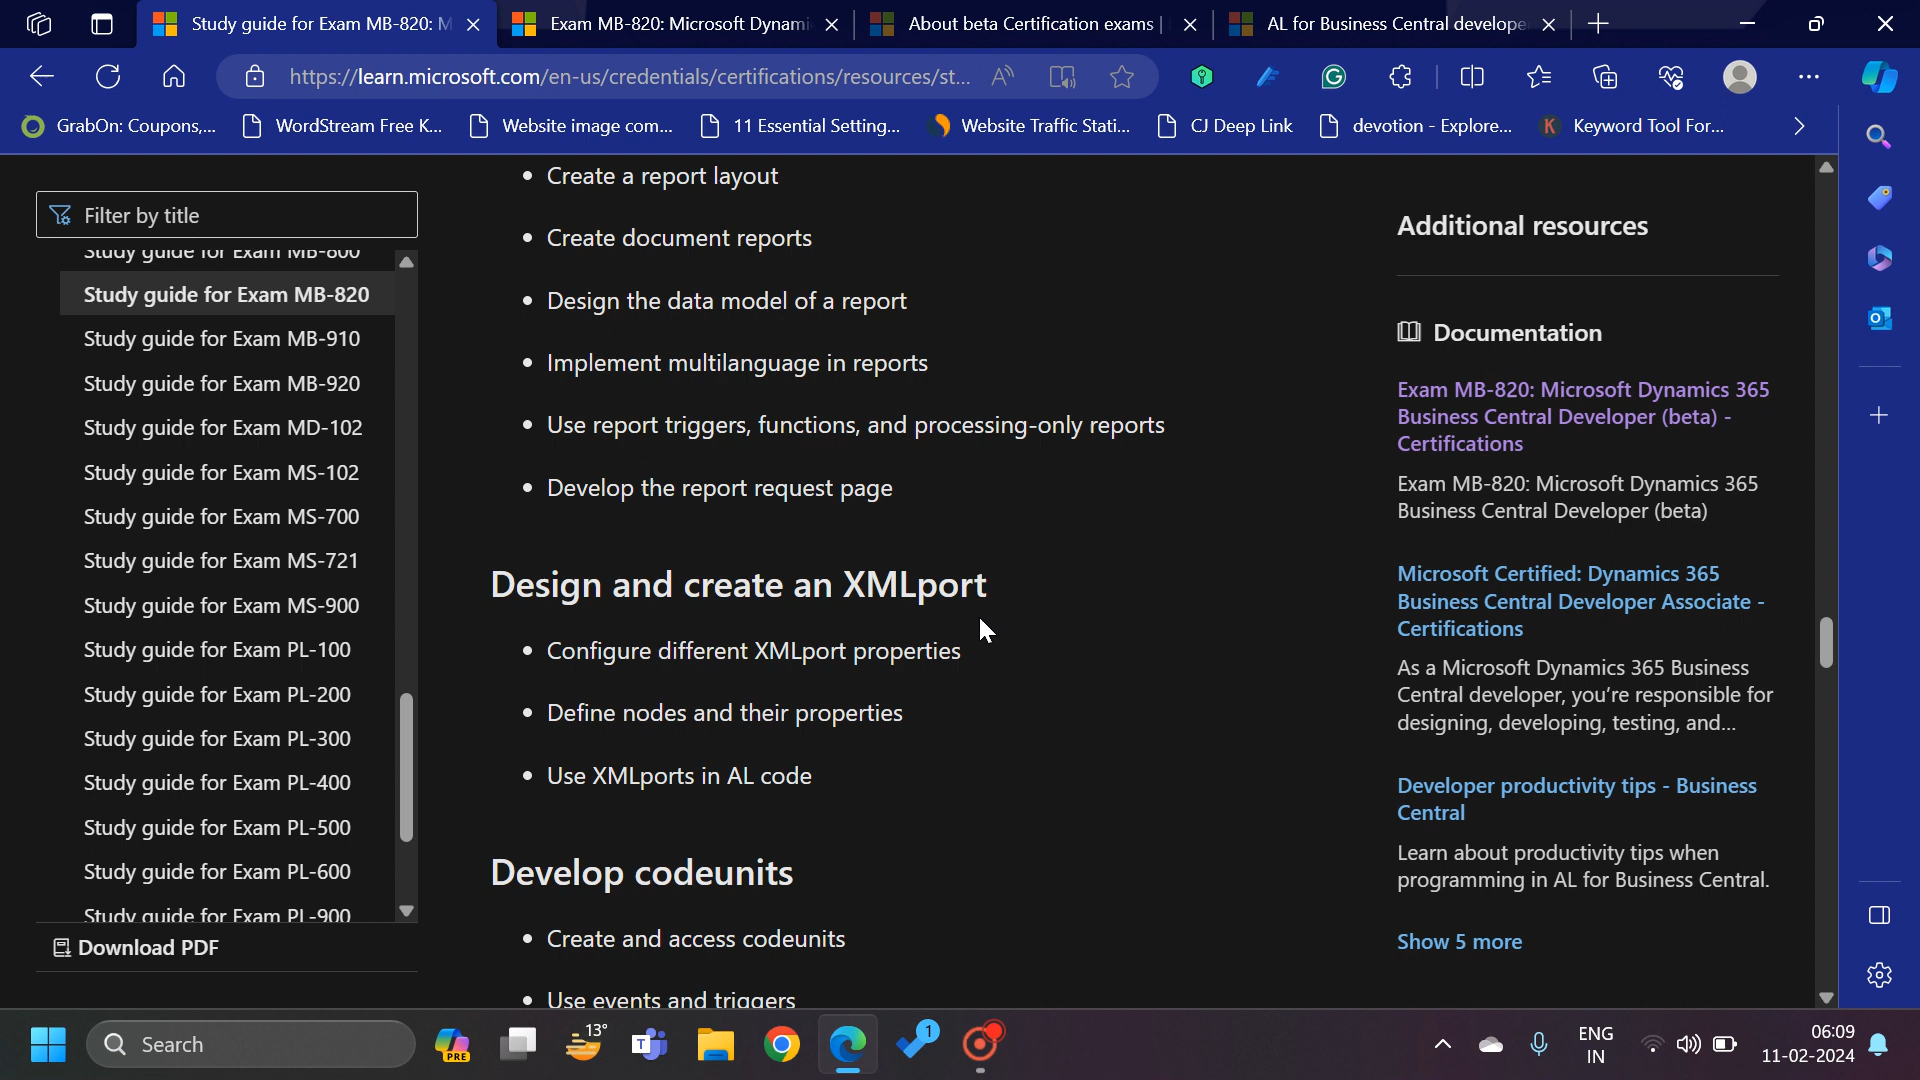 Study guide for Exam MB-820: M
Exam MB-820: Microsoft Dynami
About beta Certification exams |
AL for Business Central develope
https://learn.microsoft.com/en-us/credentials/certifications/resources/st...
GrabOn: Coupons,...
WordStream Free K...
Website image com...
11 Essential Setting...
Website Traffic Stati...
CJ Deep Link
devotion - Explore...
Keyword Tool For...
Filter by title
Study guide for Exam MB-800
Study guide for Exam MB-820
Study guide for Exam MB-910
Study guide for Exam MB-920
Study guide for Exam MD-102
Study guide for Exam MS-102
Study guide for Exam MS-700
Study guide for Exam MS-721
Study guide for Exam MS-900
Study guide for Exam PL-100
Study guide for Exam PL-200
Study guide for Exam PL-300
Study guide for Exam PL-400
Study guide for Exam PL-500
Study guide for Exam PL-600
Study guide for Exam PL-900
Download PDF
• Create a report layout
• Create document reports
• Design the data model of a report
• Implement multilanguage in reports
• Use report triggers, functions, and processing-only reports
• Develop the report request page
Design and create an XMLport
• Configure different XMLport properties
• Define nodes and their properties
• Use XMLports in AL code
Develop codeunits
• Create and access codeunits
• Use events and triggers
Additional resources
Documentation
Exam MB-820: Microsoft Dynamics 365
Business Central Developer (beta) -
Certifications
Exam MB-820: Microsoft Dynamics 365
Business Central Developer (beta)
Microsoft Certified: Dynamics 365
Business Central Developer Associate -
Certifications
As a Microsoft Dynamics 365 Business
Central developer, you're responsible for
designing, developing, testing, and...
Developer productivity tips - Business
Central
Learn about productivity tips when
programming in AL for Business Central.
Show 5 more
Search
PRE
13°
1
ENG
IN
06:09
11-02-2024